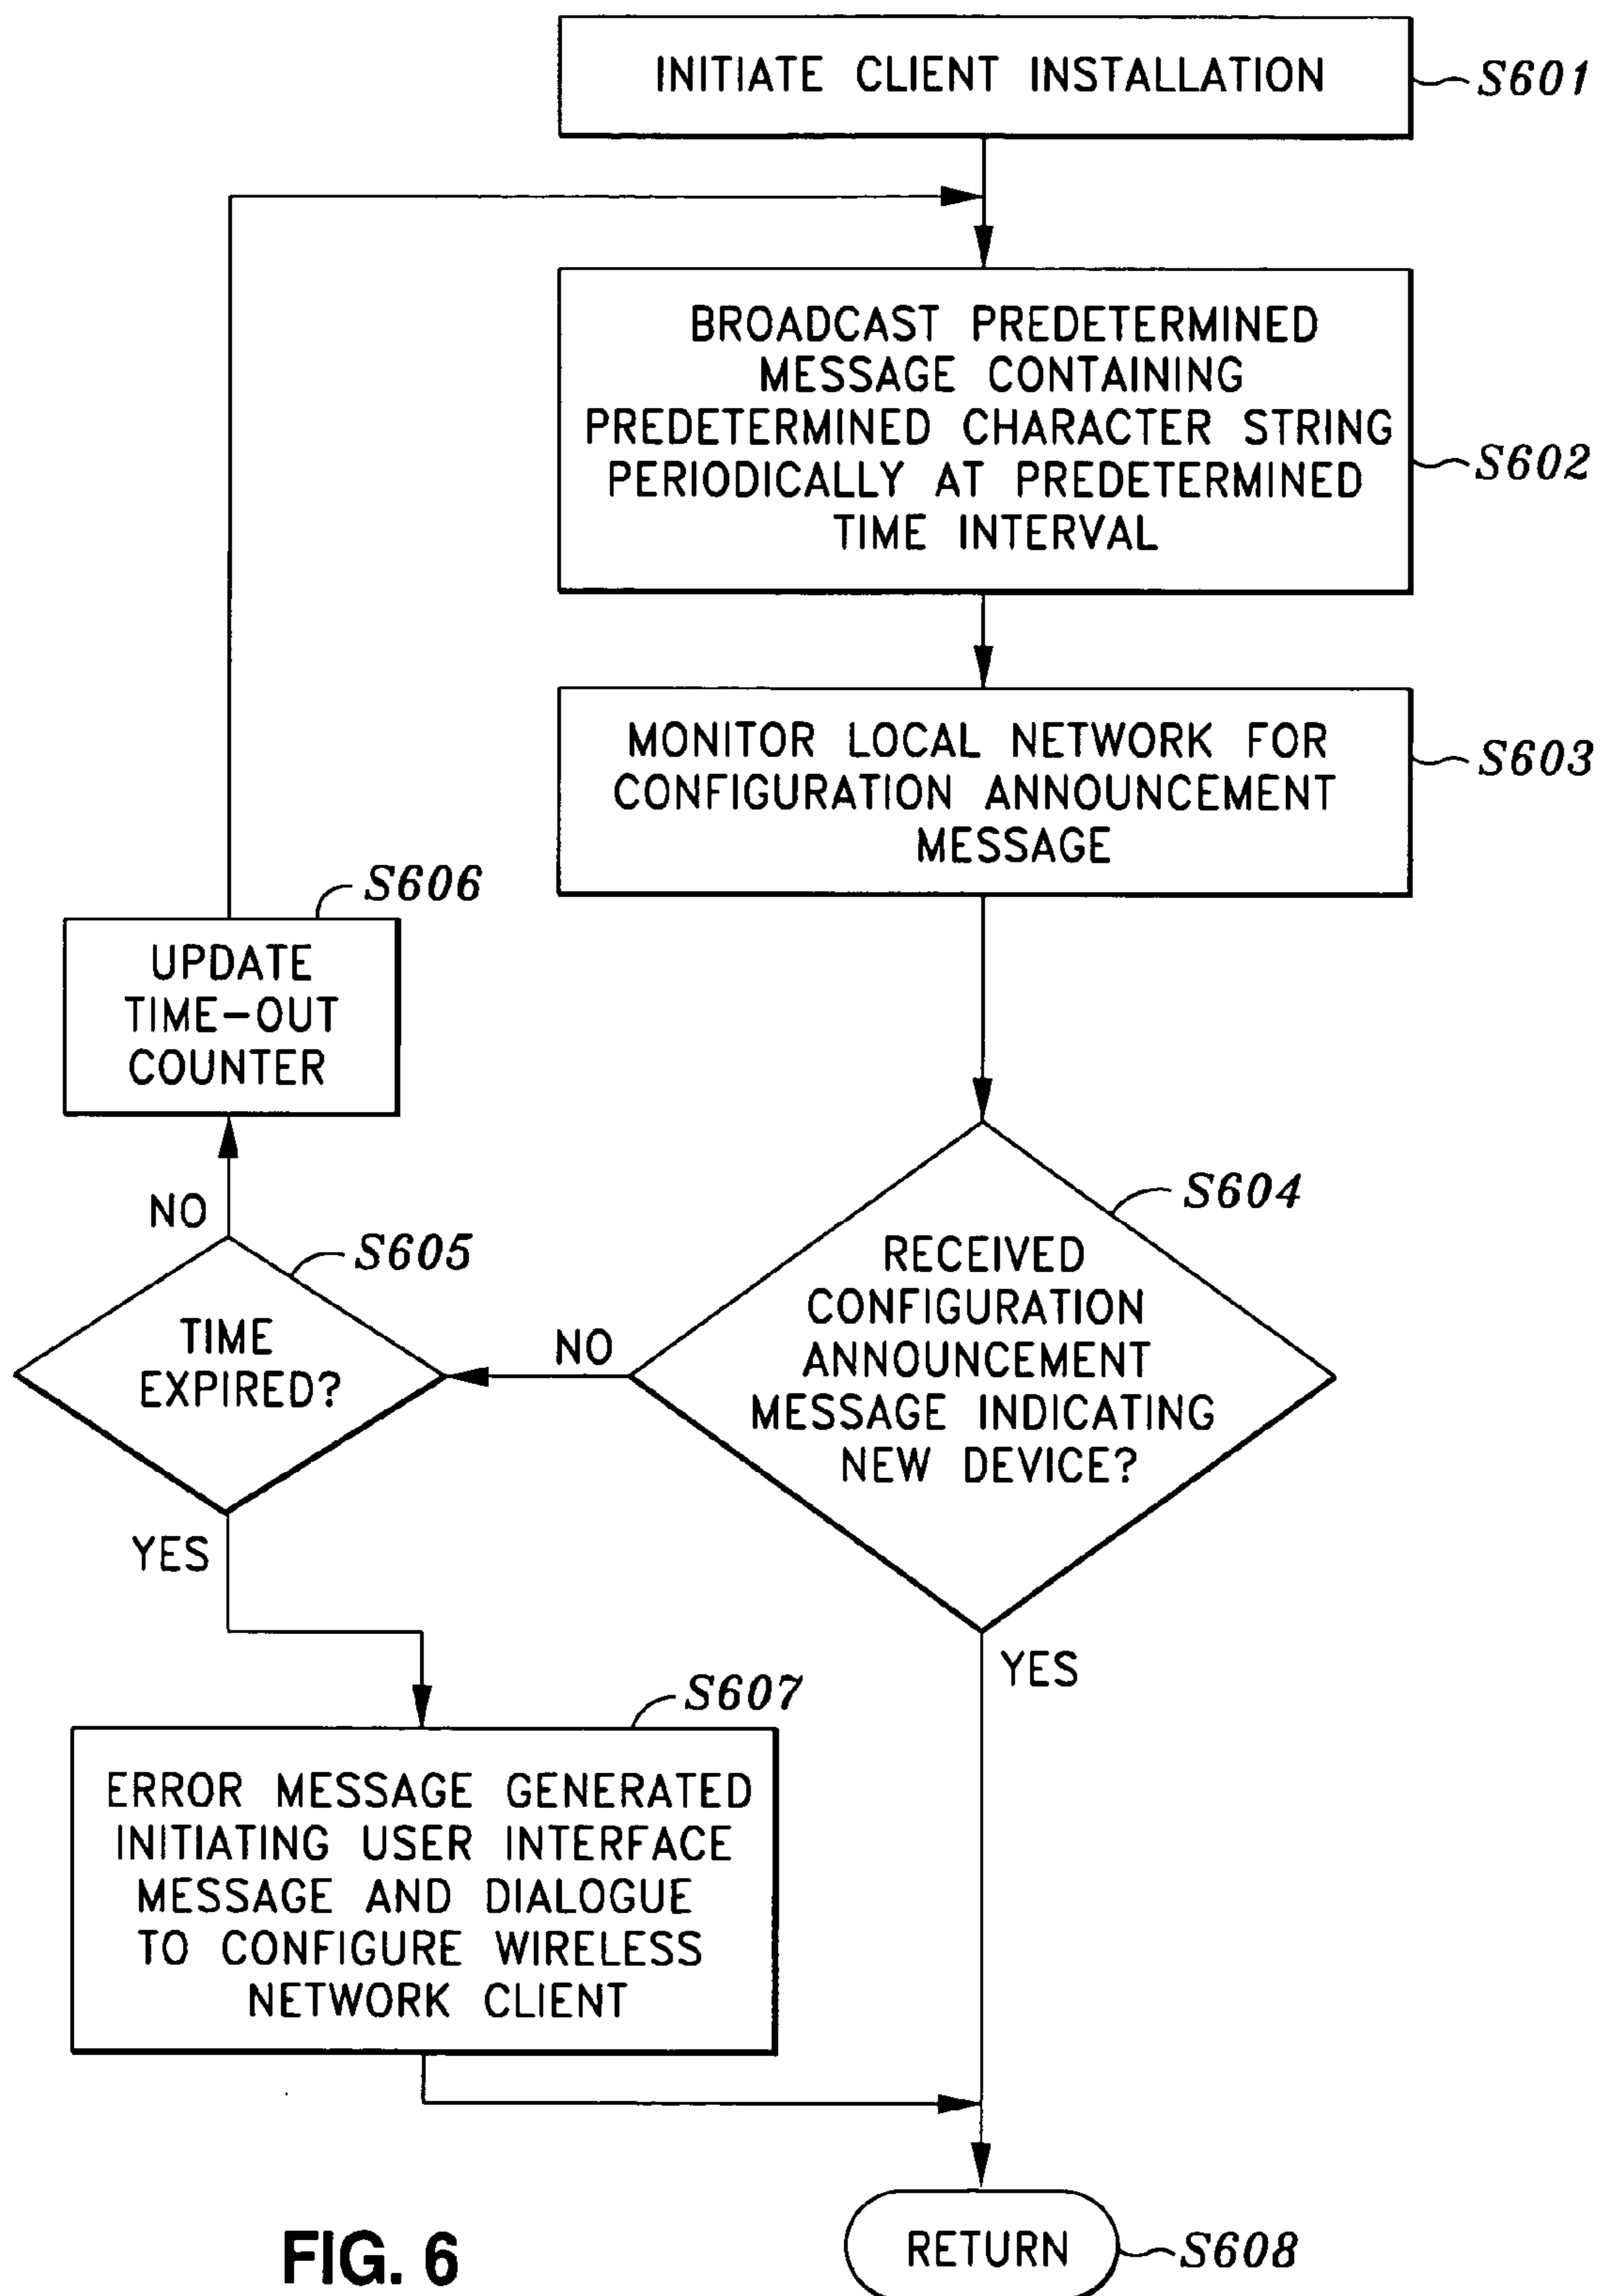 INITIATE CLIENT INSTALLATION
S601
BROADCAST PREDETERMINED
MESSAGE CONTAINING
PREDETERMINED CHARACTER STRING
PERIODICALLY AT PREDETERMINED
TIME INTERVAL
S602
MONITOR LOCAL NETWORK FOR
CONFIGURATION ANNOUNCEMENT
MESSAGE
S603
S606
UPDATE
TIME-OUT
COUNTER
NO
S605
TIME
EXPIRED?
YES
S604
RECEIVED
CONFIGURATION
ANNOUNCEMENT
MESSAGE INDICATING
NEW DEVICE?
NO
YES
S607
ERROR MESSAGE GENERATED
INITIATING USER INTERFACE
MESSAGE AND DIALOGUE
TO CONFIGURE WIRELESS
NETWORK CLIENT
RETURN
S608
FIG. 6